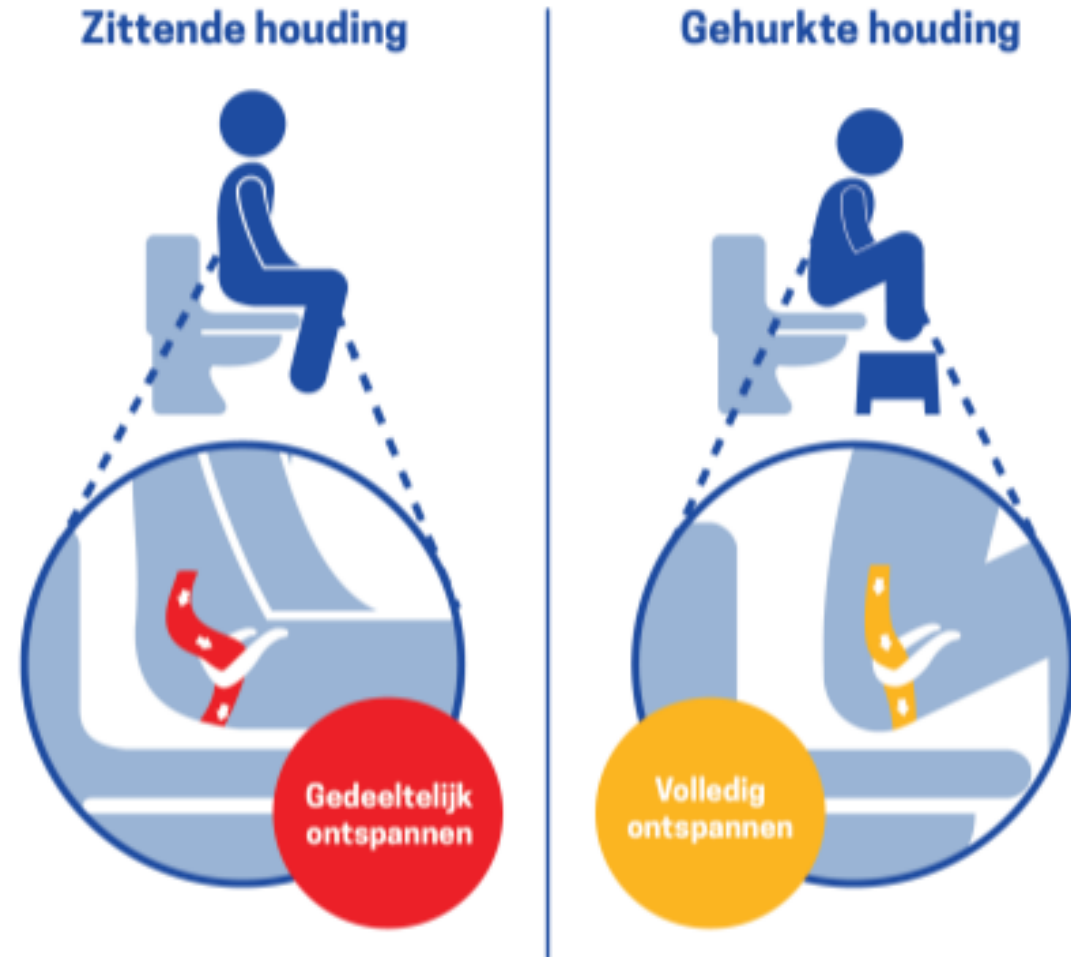 Zittende houding
Gehurkte houding
Gedeeltelijk
ontspannen
Volledig
ontspannen